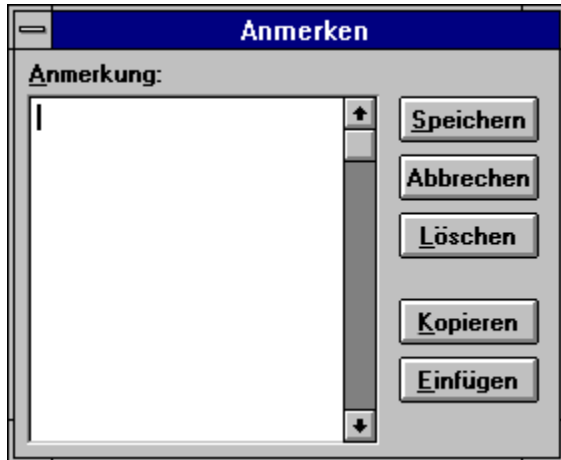 Anmerken
Anmerkung:
Speichern
Abbrechen
Löschen
Kopieren
Einfügen